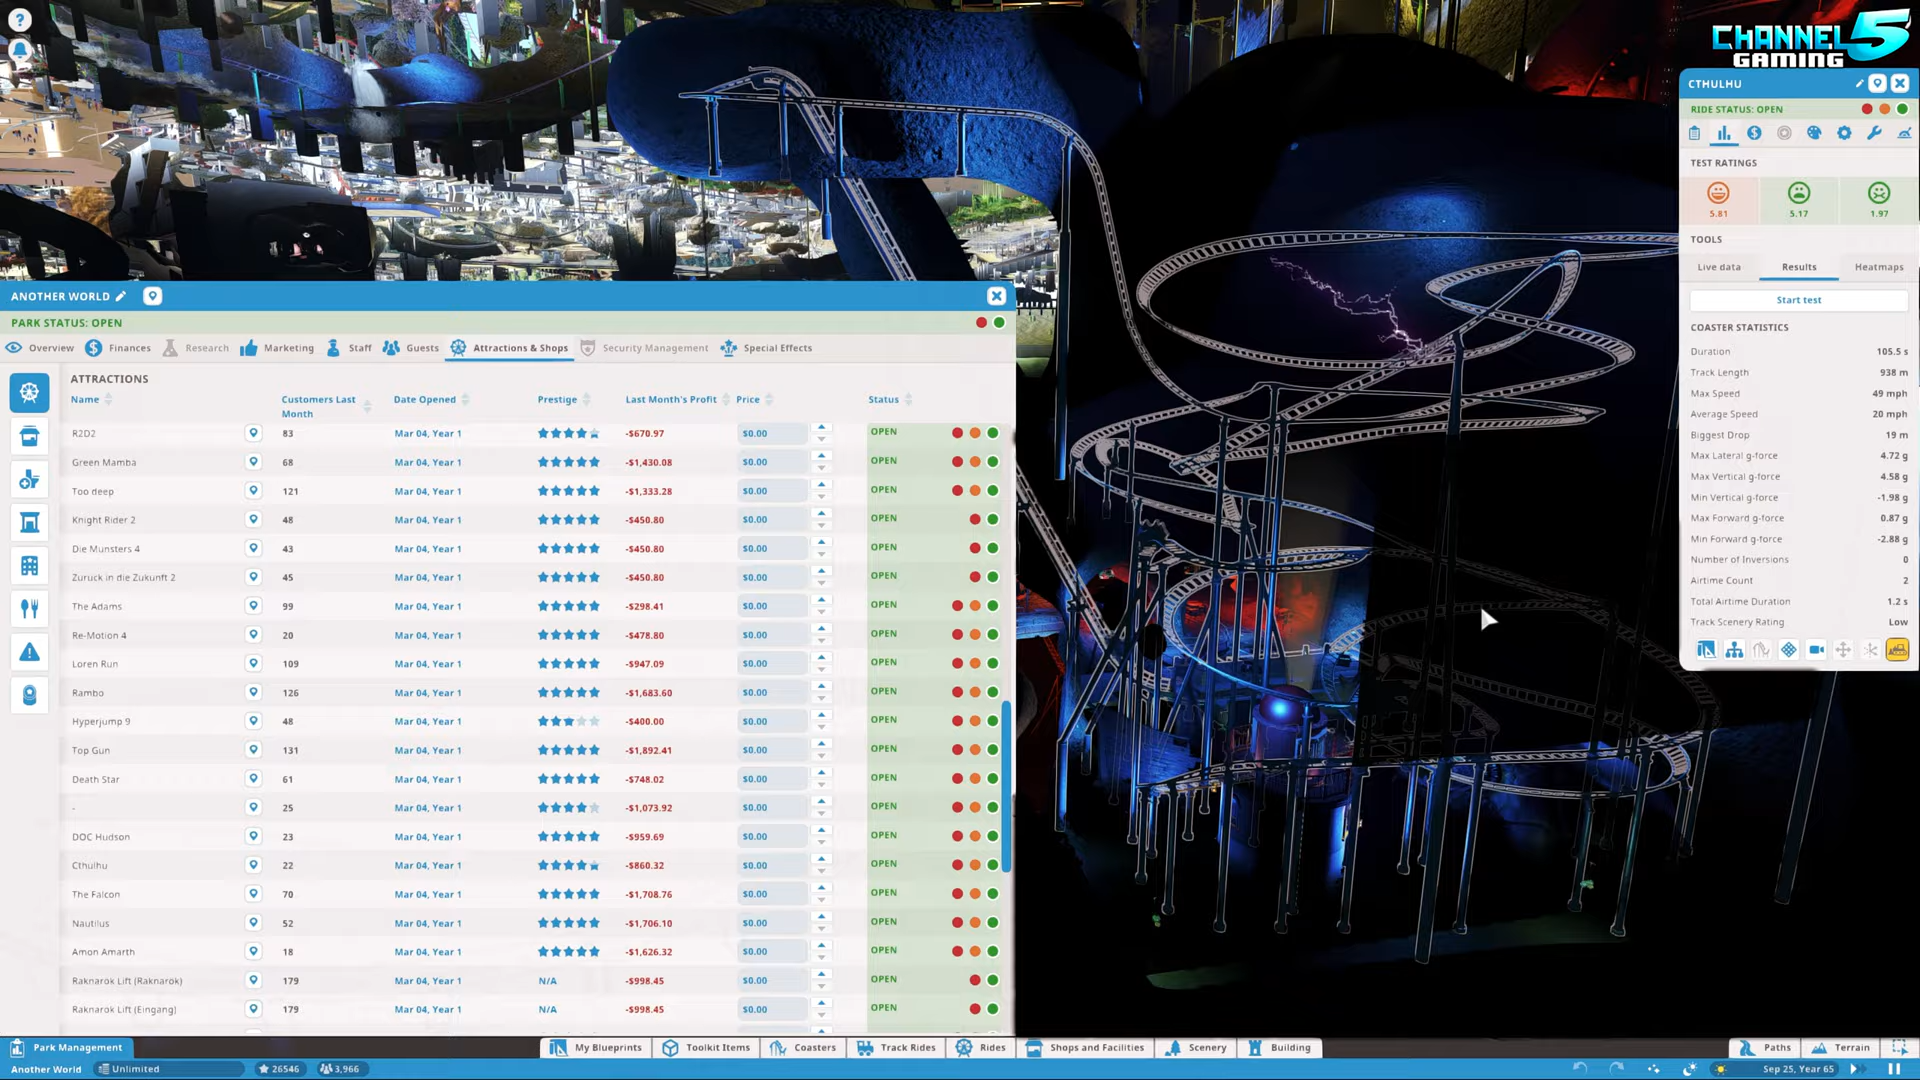 ?
CHANNEL 5
GAMING
CTHULHU
RIDE STATUS: OPEN
TEST RATINGS
5.81 5.17 1.97
TOOLS
Live data Results Heatmaps
Start test
COASTER STATISTICS
Duration 105.5 s
Track Length 938 m
Max Speed 49 mph
Average Speed 20 mph
Biggest Drop 19 m
Max Lateral g-force 4.72 g
Max Vertical g-force 4.58 g
Min Vertical g-force -1.98 g
Max Forward g-force 0.87 g
Min Forward g-force -2.88 g
Number of Inversions 0
Airtime Count 2
Total Airtime Duration 1.2 s
Track Scenery Rating Low
ANOTHER WORLD
PARK STATUS: OPEN
Overview Finances Research Marketing Staff Guests Attractions & Shops Security Management Special Effects
ATTRACTIONS
Name Customers Last Month Date Opened Prestige Last Month's Profit Price Status
R2D2 83 Mar 04, Year 1 -$670.97 $0.00 OPEN
Green Mamba 68 Mar 04, Year 1 -$1,430.08 $0.00 OPEN
Too deep 121 Mar 04, Year 1 -$1,333.28 $0.00 OPEN
Knight Rider 2 48 Mar 04, Year 1 -$450.80 $0.00 OPEN
Die Munsters 4 43 Mar 04, Year 1 -$450.80 $0.00 OPEN
Zuruck in die Zukunft 2 45 Mar 04, Year 1 -$450.80 $0.00 OPEN
The Adams 99 Mar 04, Year 1 -$298.41 $0.00 OPEN
Re-Motion 4 20 Mar 04, Year 1 -$478.80 $0.00 OPEN
Loren Run 109 Mar 04, Year 1 -$947.09 $0.00 OPEN
Rambo 126 Mar 04, Year 1 -$1,683.60 $0.00 OPEN
Hyperjump 9 48 Mar 04, Year 1 -$400.00 $0.00 OPEN
Top Gun 131 Mar 04, Year 1 -$1,892.41 $0.00 OPEN
Death Star 61 Mar 04, Year 1 -$748.02 $0.00 OPEN
- 25 Mar 04, Year 1 -$1,073.92 $0.00 OPEN
DOC Hudson 23 Mar 04, Year 1 -$959.69 $0.00 OPEN
Cthulhu 22 Mar 04, Year 1 -$860.32 $0.00 OPEN
The Falcon 70 Mar 04, Year 1 -$1,708.76 $0.00 OPEN
Nautilus 52 Mar 04, Year 1 -$1,706.10 $0.00 OPEN
Amon Amarth 18 Mar 04, Year 1 -$1,626.32 $0.00 OPEN
Raknarok Lift (Raknarok) 179 Mar 04, Year 1 N/A -$998.45 $0.00 OPEN
Raknarok Lift (Eingang) 179 Mar 04, Year 1 N/A -$998.45 $0.00 OPEN
Park Management My Blueprints Toolkit Items Coasters Track Rides Rides Shops and Facilities Scenery Building Paths Terrain
Another World Unlimited 26546 3,966 Sep 25, Year 65